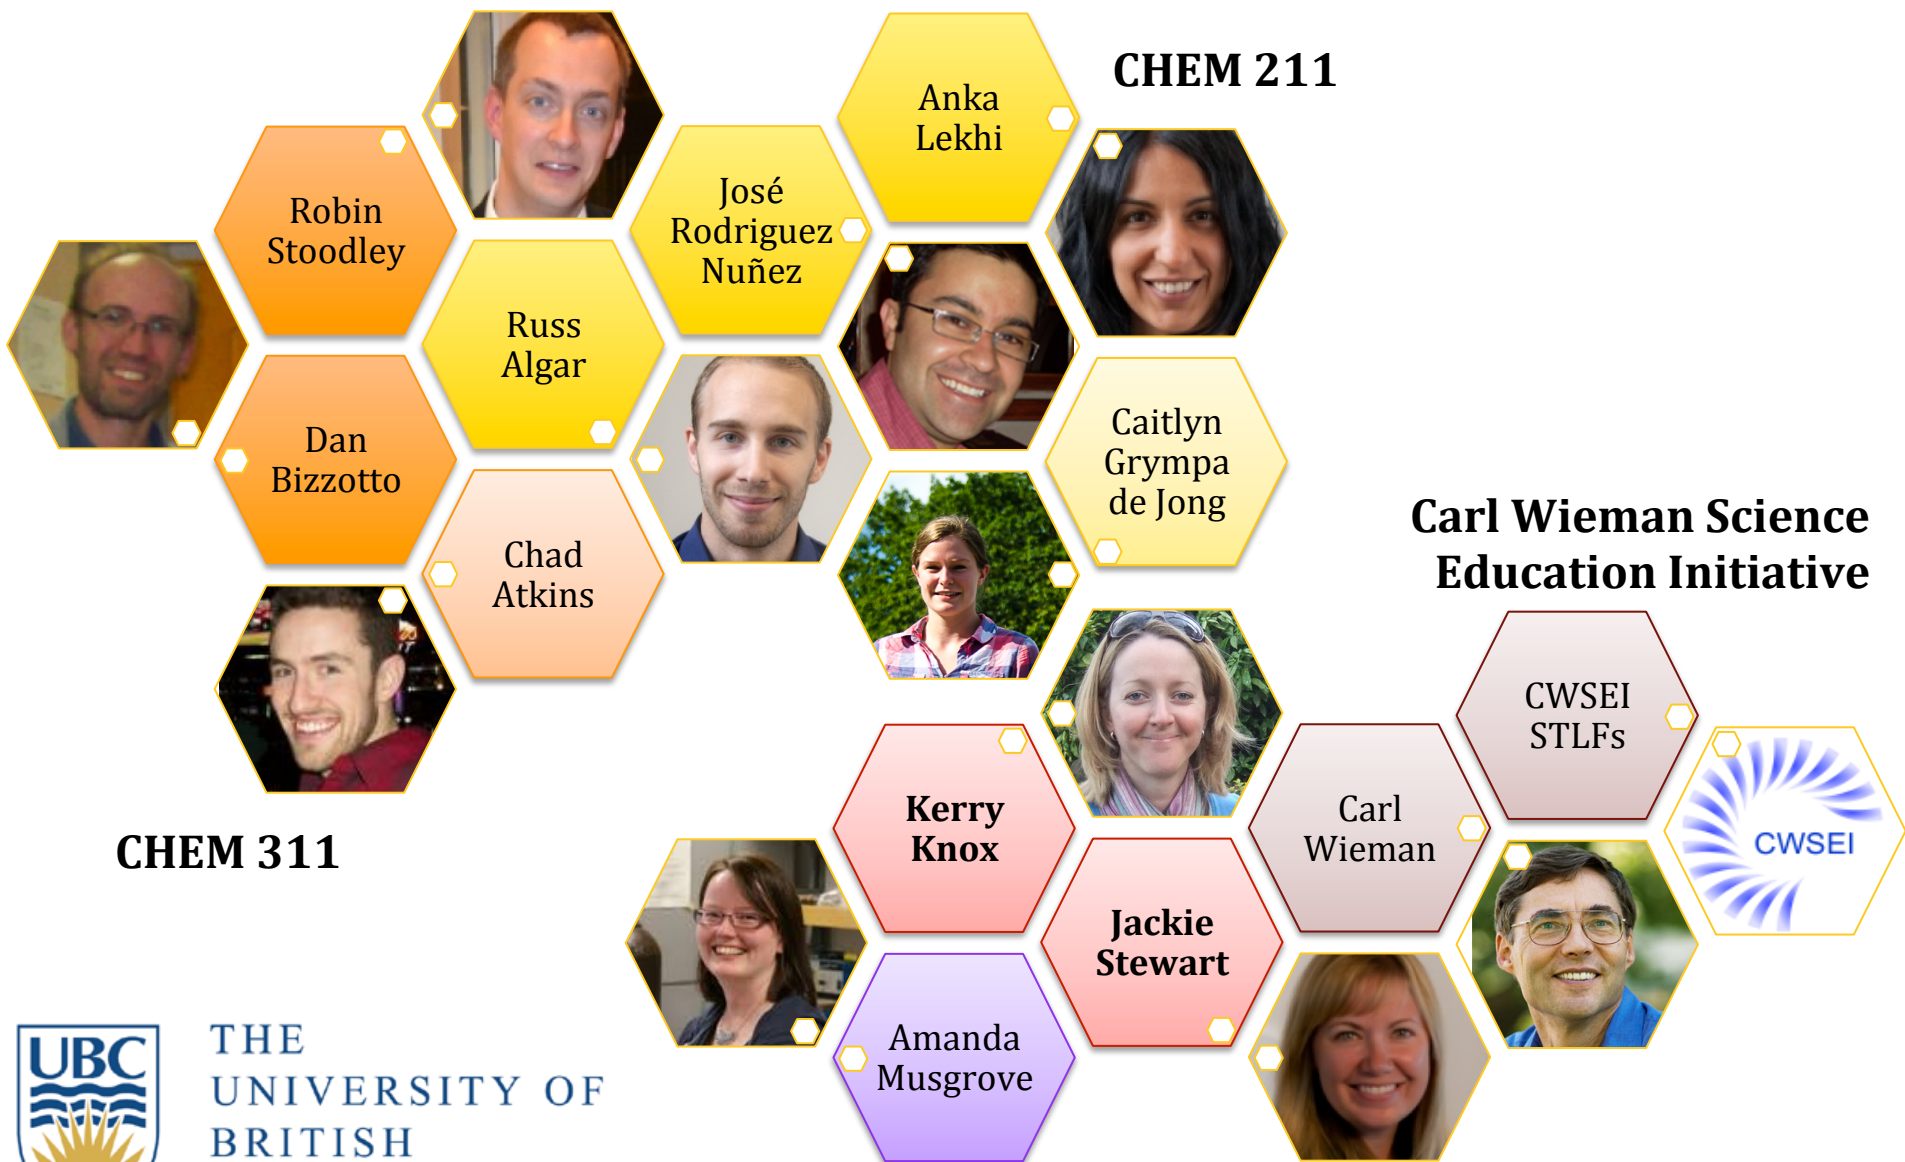 CHEM 211
Anka
Lekhi
José
Rodriguez
Nuñez
Robin
Stoodley
Russ
Algar
Dan
Bizzotto
Caitlyn
Grympa
de Jong
Chad
Atkins
Carl Wieman Science
Education Initiative
CWSEI
STLFs
Kerry
Knox
Carl
Wieman
CWSEI
CHEM 311
Jackie
Stewart
Amanda
Musgrove
UBC
THE
UNIVERSITY OF
BRITISH